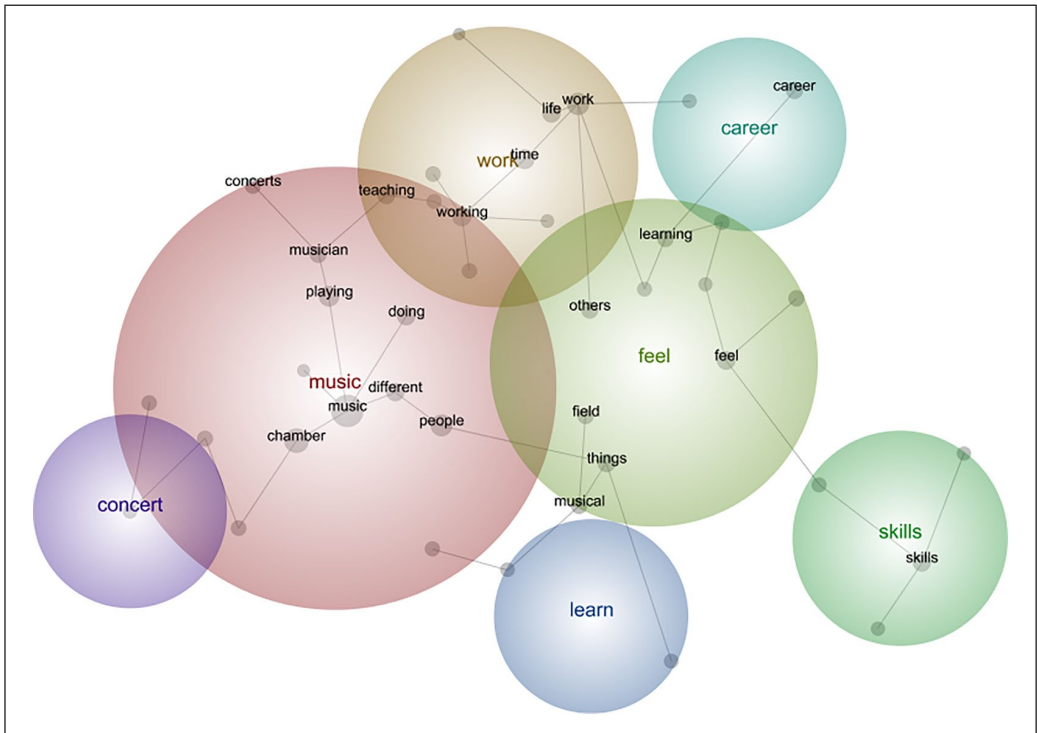 career
work
life
career
work
time
concerts
teaching
working
learning
musician
playing
others
doing
feel
feel
music
different
music
field
people
chamber
things
musical
concert
skills
skills
learn